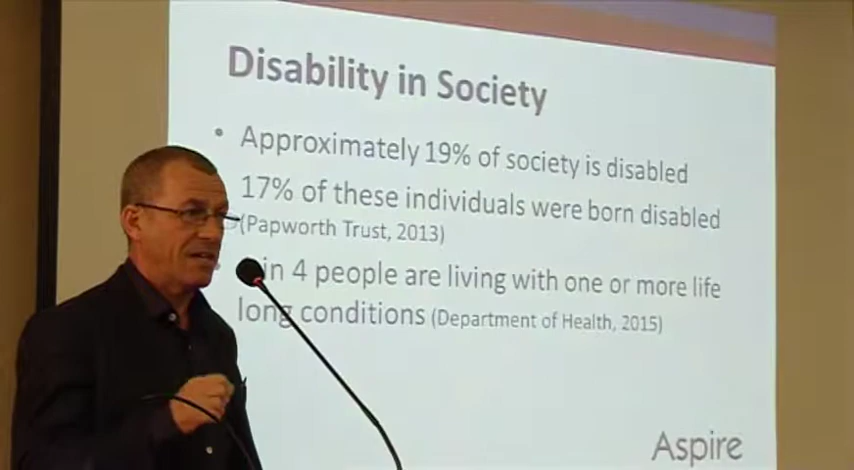 Disability in Society
• Approximately 19% of society is disabled
17% of these individuals were born disabled
(Papworth Trust, 2013)
in 4 people are living with one or more life
long conditions (Department of Health, 2015)
Aspire